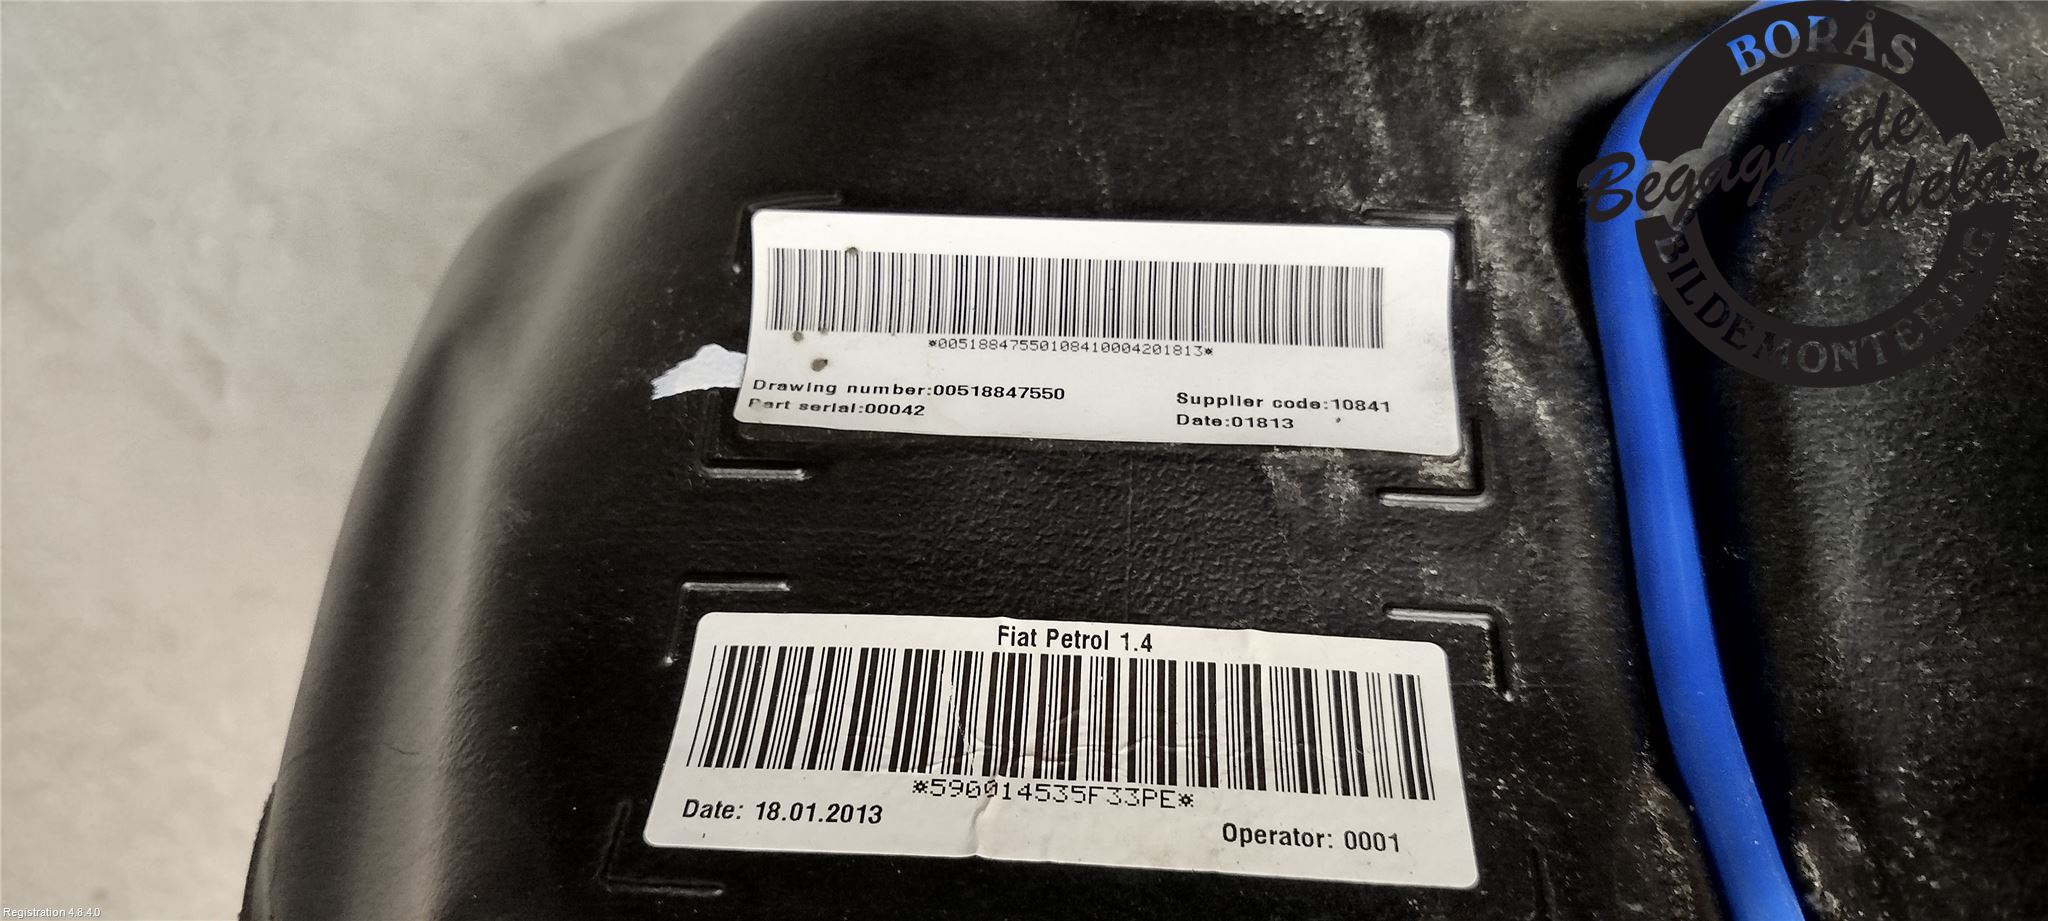 BORÅS
Begagnade
Bildelar
BILDEMONTERING
*00518847550108410004201813*
Drawing number:00518847550
Part serial:00042
Supplier code:10841
Date:01813
Fiat Petrol 1.4
*590014535F33PE*
Date: 18.01.2013
Operator: 0001
Registration 4.8.4.0